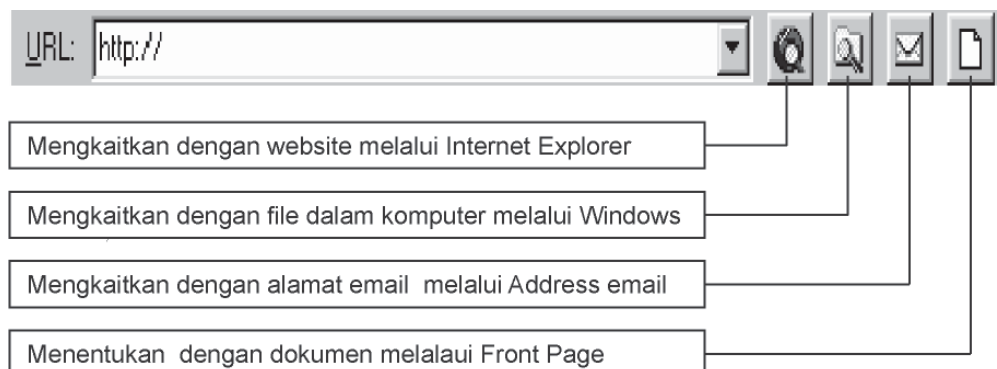 URL: http://
Mengkaitkan dengan website melalui Internet Explorer
Mengkaitkan dengan file dalam komputer melalui Windows
Mengkaitkan dengan alamat email melalui Address email
Menentukan dengan dokumen melalaui Front Page